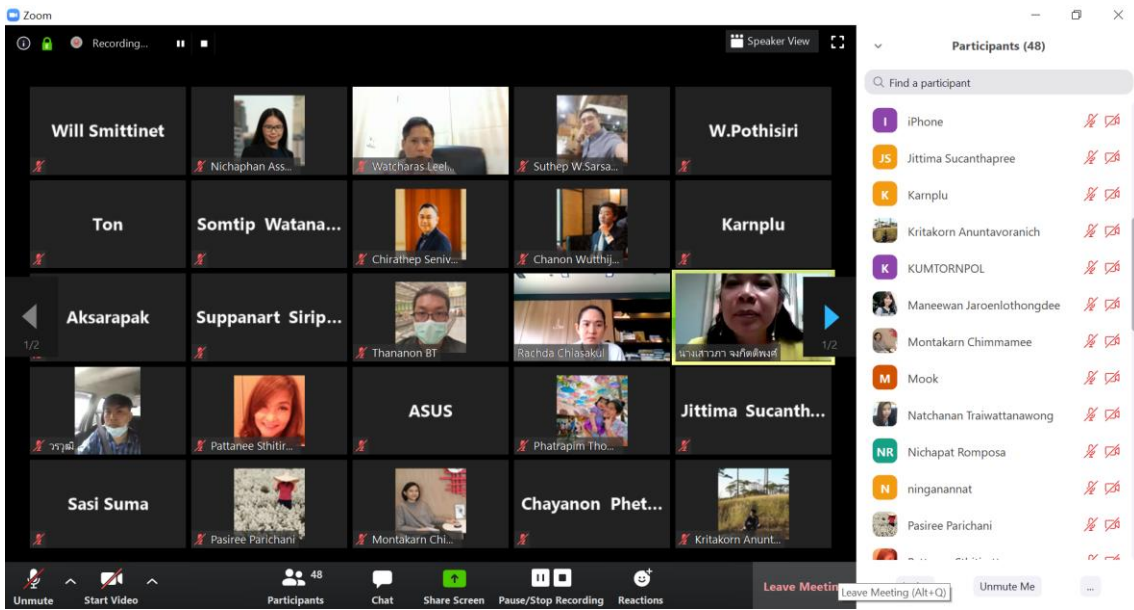 Zoom
Recording...
Speaker View
Will Smittinet
Nichaphan Ass...
Watcharas Leel...
Suthep W.Sarsa...
W.Pothisiri
Ton
Somtip Watana...
Chirathep Seniv...
Chanon Wutthij...
Karnplu
1/2
Aksarapak
Suppanart Sirip...
Thananon BT
Rachda Chiasakul
นางเสาวภา จงกิตติพงศ์
1/2
วรวุฒิ
Pattanee Sthitir...
ASUS
Phatrapim Tho...
Jittima Sucanth...
Sasi Suma
Pasiree Parichani
Montakarn Chi...
Chayanon Phet...
Kritakorn Anunt...
Unmute
Start Video
48
Participants
Chat
Share Screen
Pause/Stop Recording
Reactions
Leave Meetin
Leave Meeting (Alt+Q)
Participants (48)
Find a participant
I iPhone
JS Jittima Sucanthapree
K Karnplu
Kritakorn Anuntavoranich
K KUMTORNPOL
Maneewan Jaroenlothongdee
Montakarn Chimmamee
M Mook
Natchanan Traiwattanawong
NR Nichapat Romposa
N ninganannat
Pasiree Parichani
Unmute Me
...